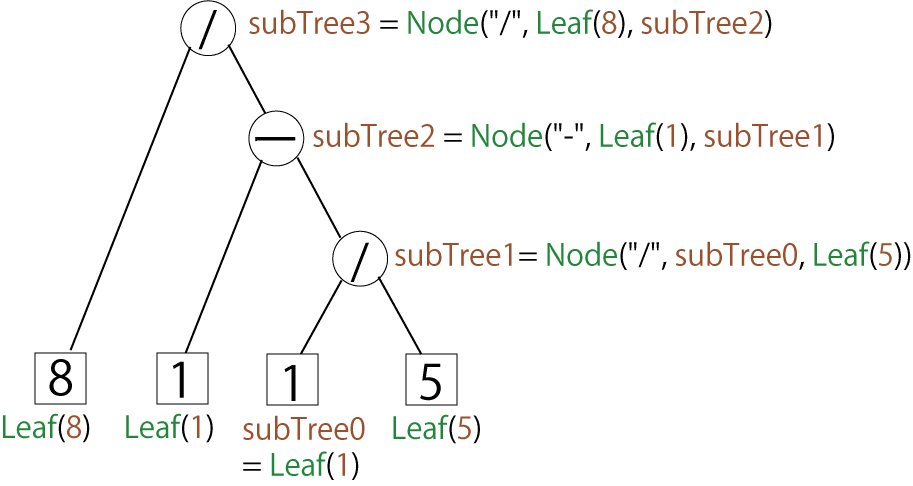 / subTree3 = Node("/", Leaf(8), subTree2)
— subTree2 = Node("-", Leaf(1), subTree1)
/ subTree1= Node("/", subTree0, Leaf(5))
8 1 1 5
Leaf(8) Leaf(1) subTree0 Leaf(5)
= Leaf(1)